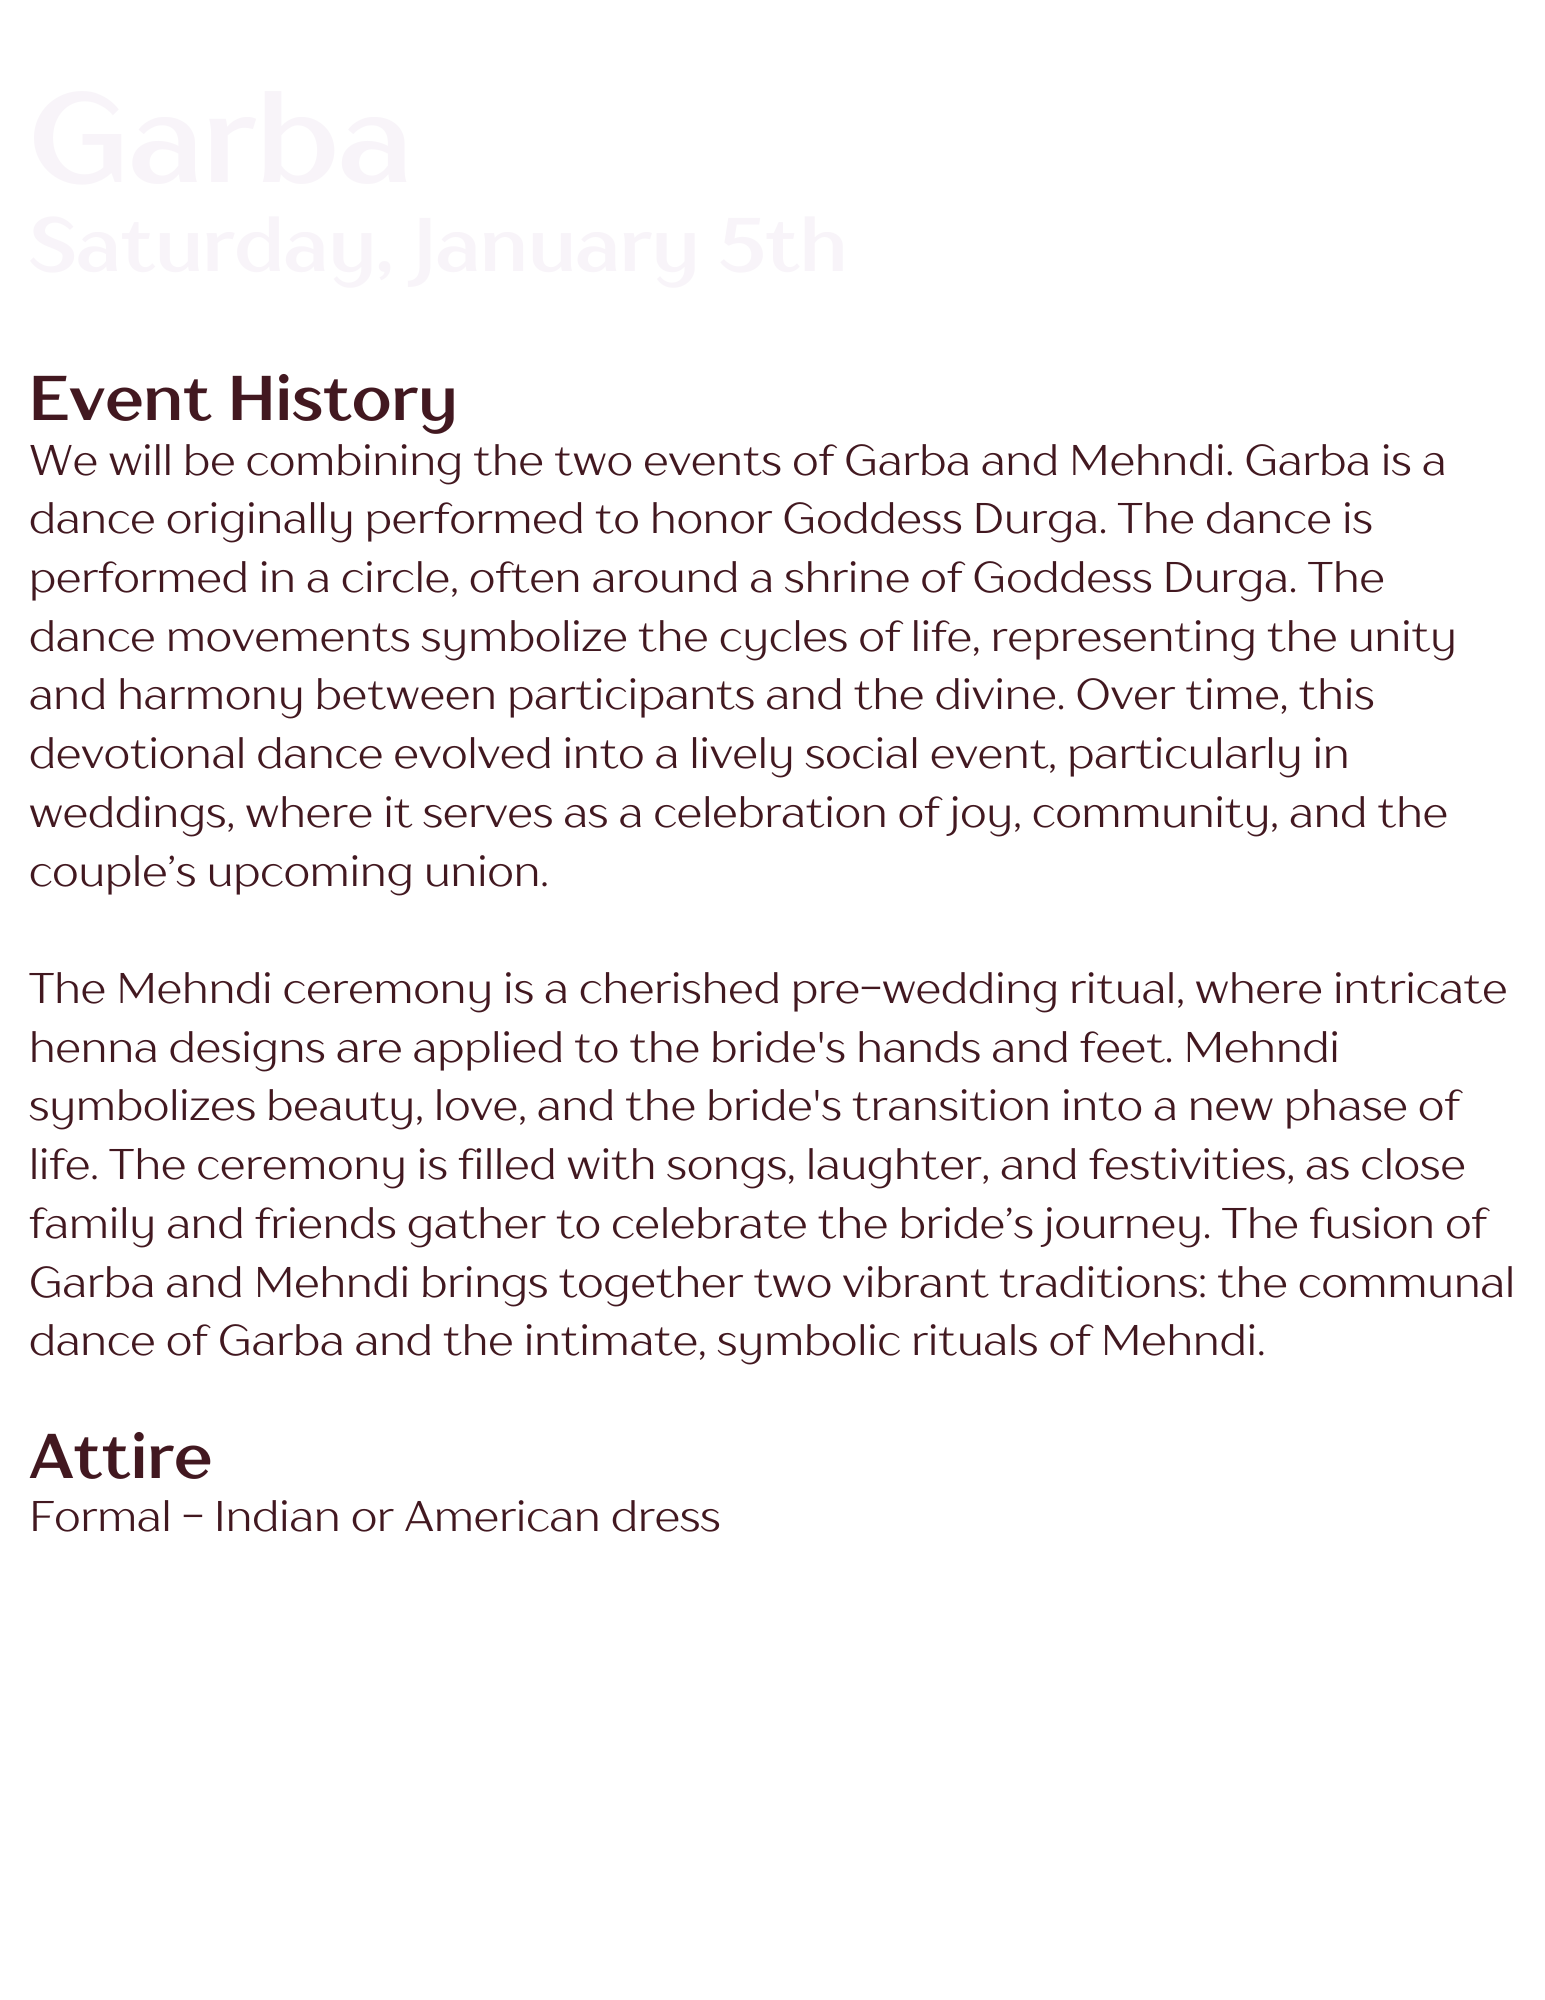 Garba
Saturday, January 5th
Event History
We will be combining the two events of Garba and Mehndi. Garba is a
dance originally performed to honor Goddess Durga. The dance is
performed in a circle, often around a shrine of Goddess Durga. The
dance movements symbolize the cycles of life, representing the unity
and harmony between participants and the divine. Over time, this
devotional dance evolved into a lively social event, particularly in
weddings, where it serves as a celebration of joy, community, and the
couple’s upcoming union.
The Mehndi ceremony is a cherished pre-wedding ritual, where intricate
henna designs are applied to the bride's hands and feet. Mehndi
symbolizes beauty, love, and the bride's transition into a new phase of
life. The ceremony is filled with songs, laughter, and festivities, as close
family and friends gather to celebrate the bride’s journey. The fusion of
Garba and Mehndi brings together two vibrant traditions: the communal
dance of Garba and the intimate, symbolic rituals of Mehndi.
Attire
Formal - Indian or American dress